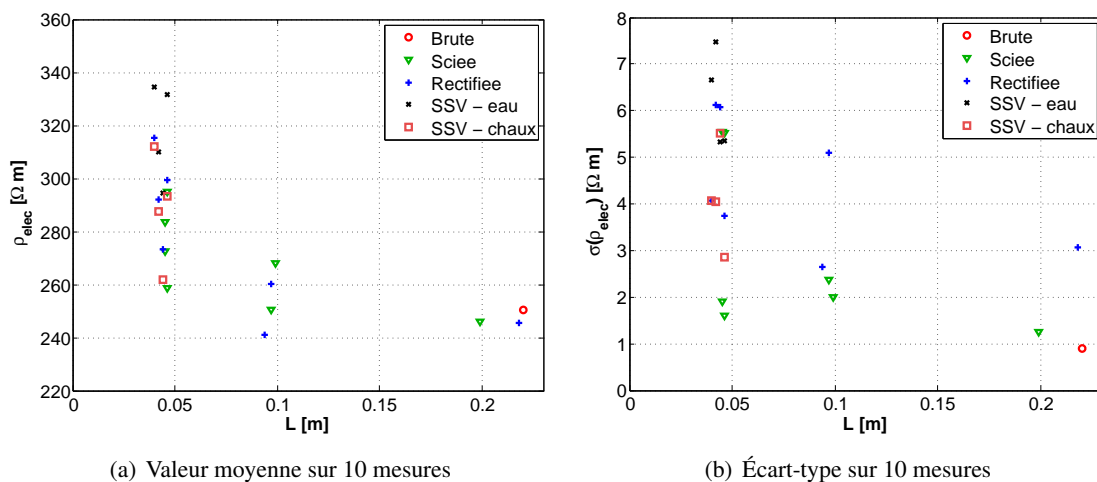 360
340
320
300
280
260
240
220
0
0.05
0.1
0.15
0.2
ρelec [Ω m]
L [m]
Brute
Sciee
Rectifiee
SSV − eau
SSV − chaux
(a) Valeur moyenne sur 10 mesures
8
7
6
5
4
3
2
1
0
0
0.05
0.1
0.15
0.2
σ(ρelec) [Ω m]
L [m]
Brute
Sciee
Rectifiee
SSV − eau
SSV − chaux
(b) Écart-type sur 10 mesures